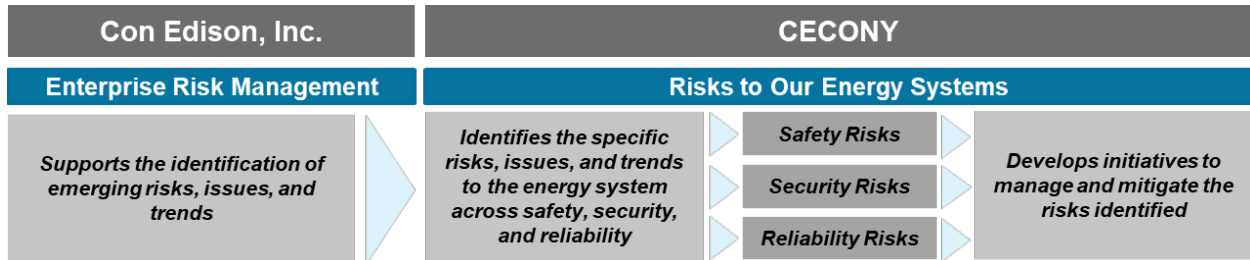 Con Edison, Inc.
CECONY
Enterprise Risk Management
Risks to Our Energy Systems
Supports the identification of
emerging risks, issues, and
trends
Identifies the specific
risks, issues, and trends
to the energy system
across safety, security,
and reliability
Safety Risks
Security Risks
Reliability Risks
Develops initiatives to
manage and mitigate the
risks identified